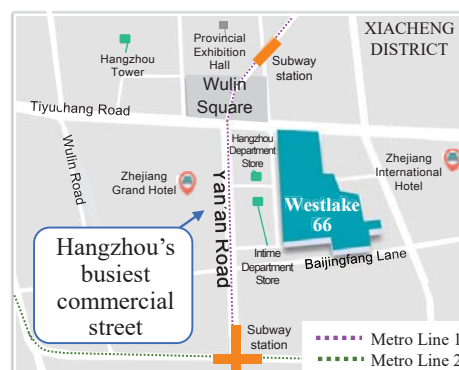 XIACHENG
DISTRICT
Provincial
Exhibition
Hall
Hangzhou
Tower
Subway
station
Wulin
Square
Tiyuchang Road
Wulin Road
Hangzhou
Department
Store
Zhejiang
International
Hotel
Zhejiang
Grand Hotel
Yan'an Road
Westlake
66
Hangzhou's
busiest
commercial
street
Intime
Department
Store
Baijingfang Lane
Subway
station
Metro Line 1
Metro Line 2